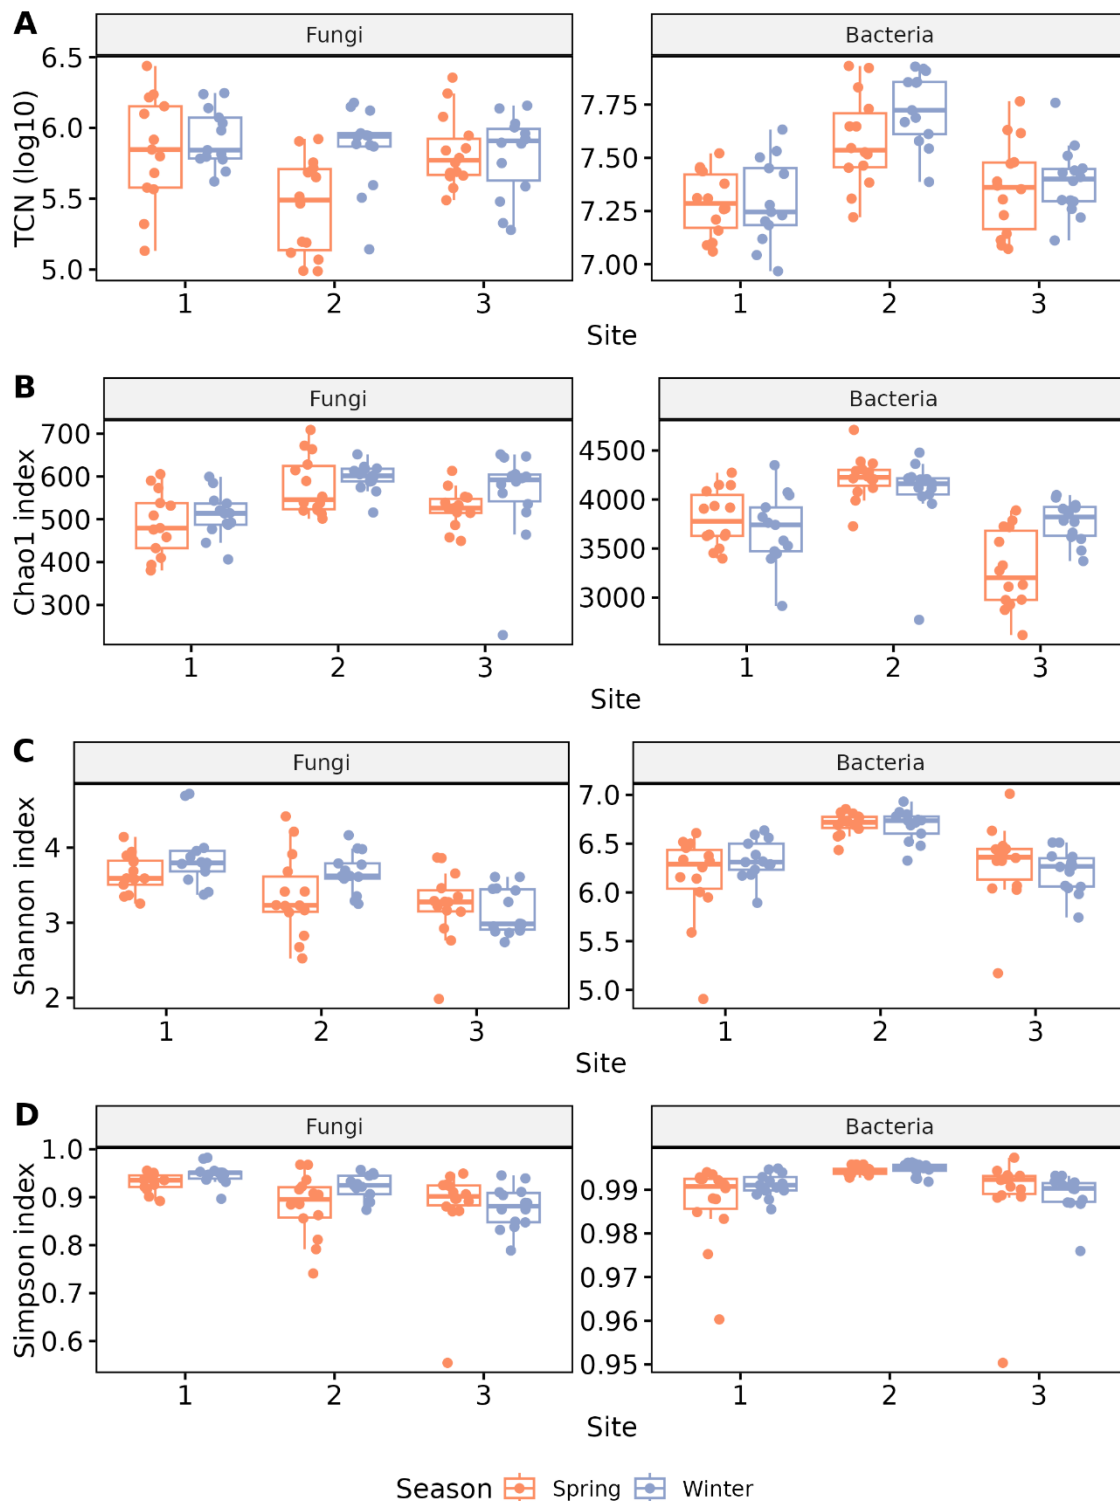 A
Fungi
Bacteria
TCN (log10)
6.5
6.0
5.5
5.0
7.75
7.50
7.25
7.00
1 2 3
1 2 3
Site
B
Fungi
Bacteria
Chao1 index
700
600
500
400
300
4500
4000
3500
3000
1 2 3
1 2 3
Site
C
Fungi
Bacteria
Shannon index
4
3
2
7.0
6.5
6.0
5.5
5.0
1 2 3
1 2 3
Site
D
Fungi
Bacteria
Simpson index
1.0
0.9
0.8
0.7
0.6
0.99
0.98
0.97
0.96
0.95
1 2 3
1 2 3
Site
Season Spring Winter